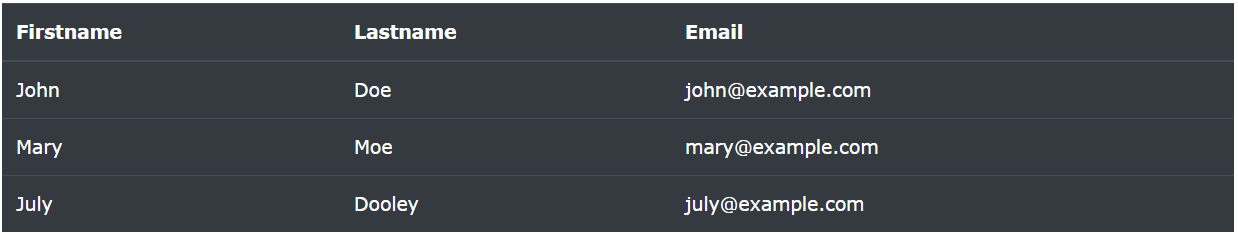 Firstname Lastname Email
John Doe john@example.com
Mary Moe mary@example.com
July Dooley july@example.com